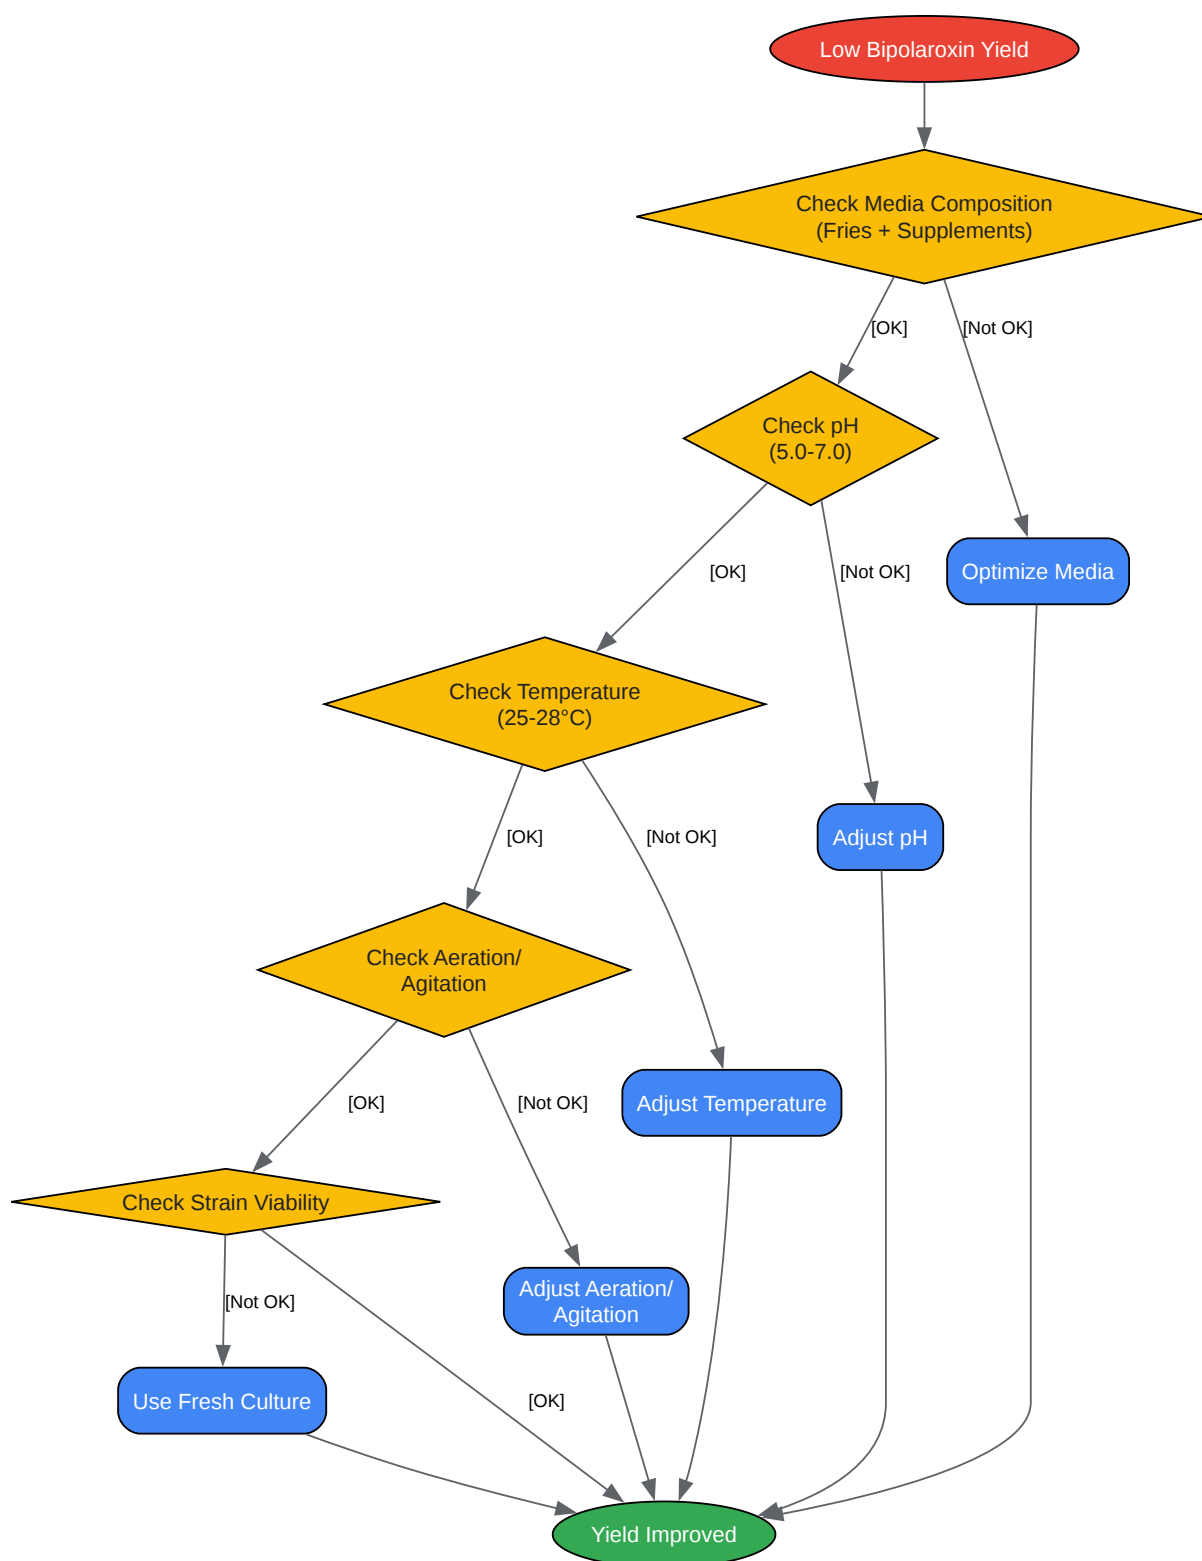 Low Bipolaroxin Yield
Check Media Composition
(Fries + Supplements)
[OK]
[Not OK]
Check pH
(5.0-7.0)
[OK]
[Not OK]
Optimize Media
Check Temperature
(25-28°C)
[OK]
[Not OK]
Adjust pH
Check Aeration/
Agitation
[OK]
[Not OK]
Adjust Temperature
Check Strain Viability
[Not OK]
Adjust Aeration/
Agitation
Use Fresh Culture
[OK]
Yield Improved